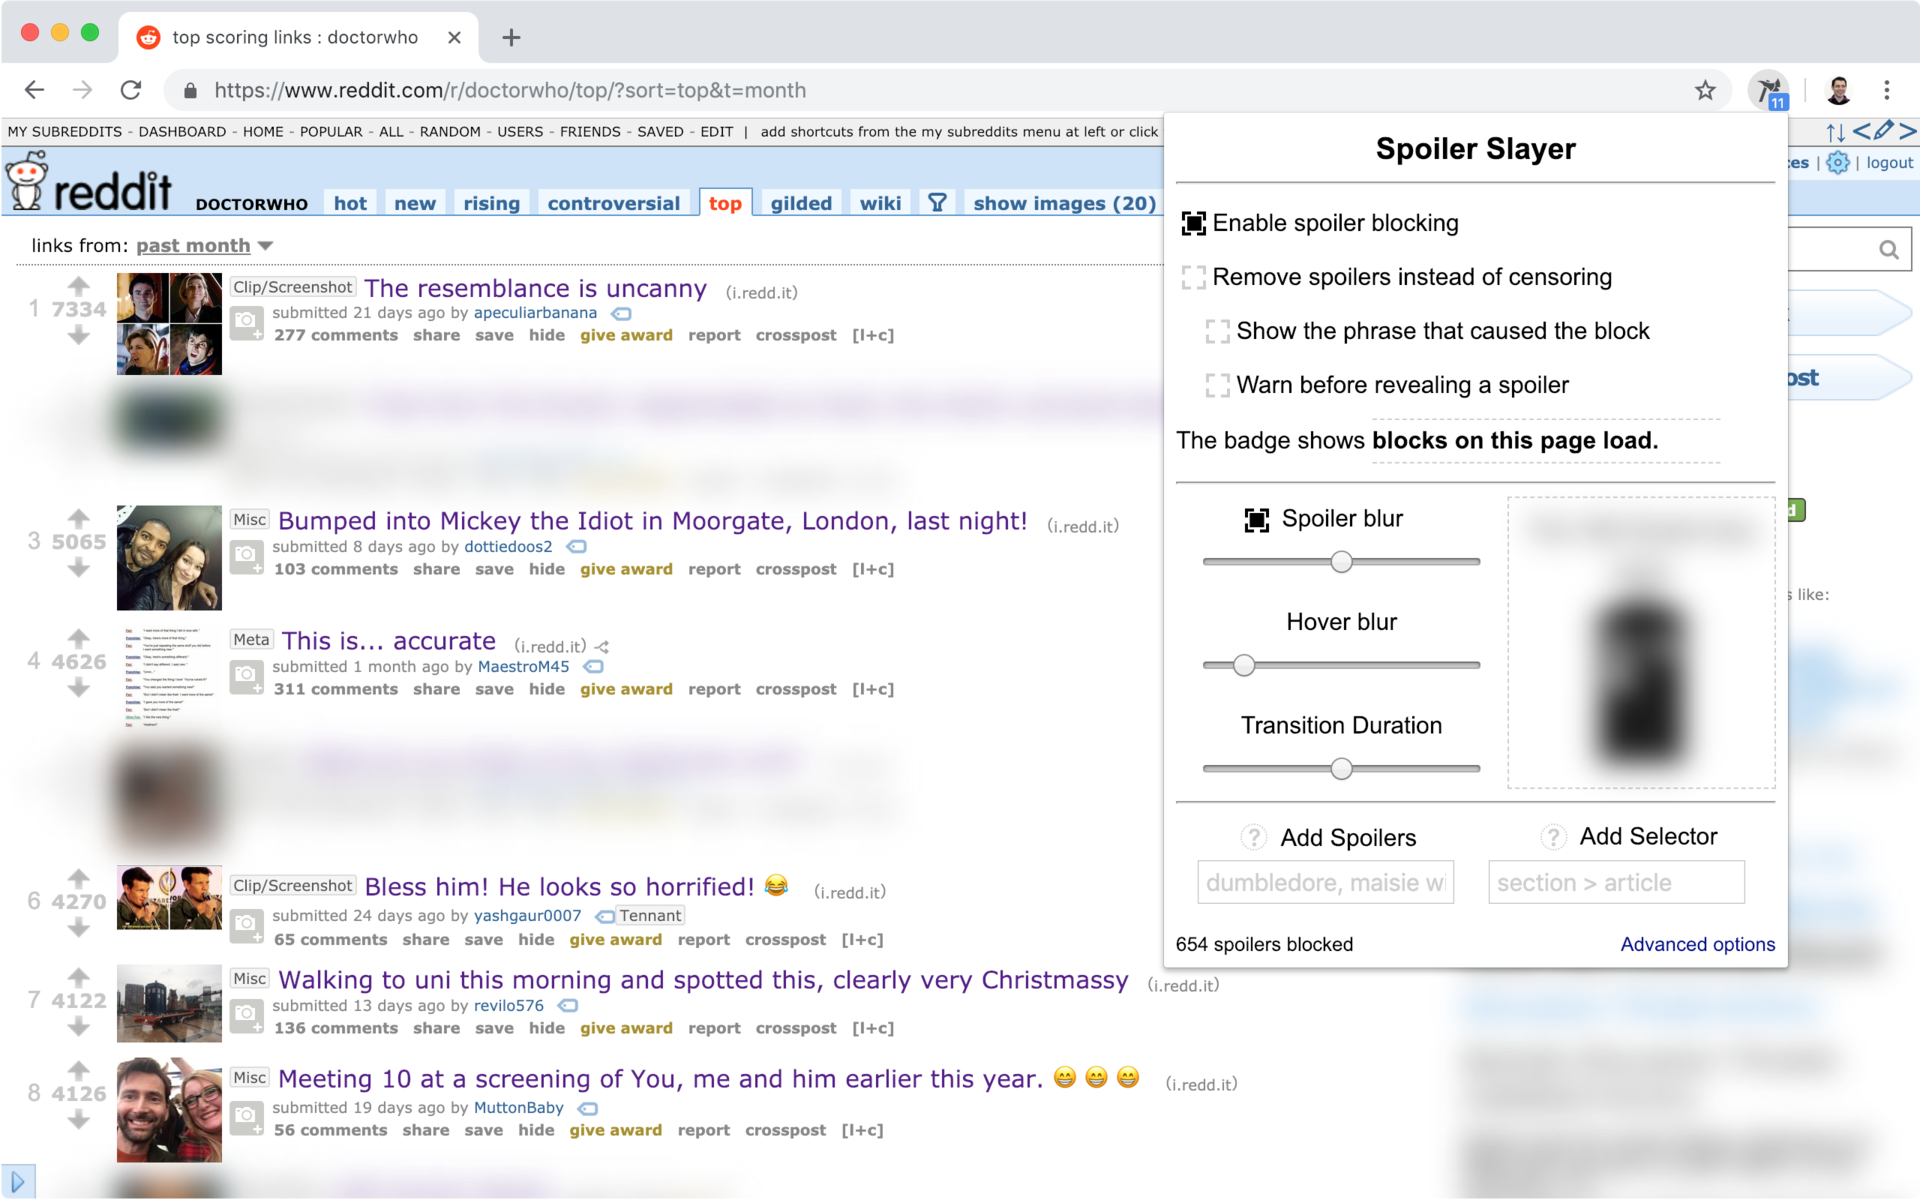 top scoring links : doctorwho
https://www.reddit.com/r/doctorwho/top/?sort=top&t=month
11
MY SUBREDDITS - DASHBOARD - HOME - POPULAR - ALL - RANDOM - USERS - FRIENDS - SAVED - EDIT | add shortcuts from the my subreddits menu at left or click
reddit DOCTORWHO hot new rising controversial top gilded wiki show images (20)
| logout
links from: past month
1 7334
Clip/Screenshot The resemblance is uncanny (i.redd.it)
submitted 21 days ago by apeculiarbanana
277 comments share save hide give award report crosspost [l+c]
3 5065
Misc Bumped into Mickey the Idiot in Moorgate, London, last night! (i.redd.it)
submitted 8 days ago by dottiedoos2
103 comments share save hide give award report crosspost [l+c]
4 4626
Meta This is... accurate (i.redd.it)
submitted 1 month ago by MaestroM45
311 comments share save hide give award report crosspost [l+c]
6 4270
Clip/Screenshot Bless him! He looks so horrified! 😂 (i.redd.it)
submitted 24 days ago by yashgaur0007 Tennant
65 comments share save hide give award report crosspost [l+c]
7 4122
Misc Walking to uni this morning and spotted this, clearly very Christmassy (i.redd.it)
submitted 13 days ago by revilo576
136 comments share save hide give award report crosspost [l+c]
8 4126
Misc Meeting 10 at a screening of You, me and him earlier this year. 😁 😁 😁 (i.redd.it)
submitted 19 days ago by MuttonBaby
56 comments share save hide give award report crosspost [l+c]
Spoiler Slayer
Enable spoiler blocking
Remove spoilers instead of censoring
Show the phrase that caused the block
Warn before revealing a spoiler
The badge shows blocks on this page load.
Spoiler blur
Hover blur
Transition Duration
? Add Spoilers
dumbledore, maisie wi
? Add Selector
section > article
654 spoilers blocked
Advanced options
like: